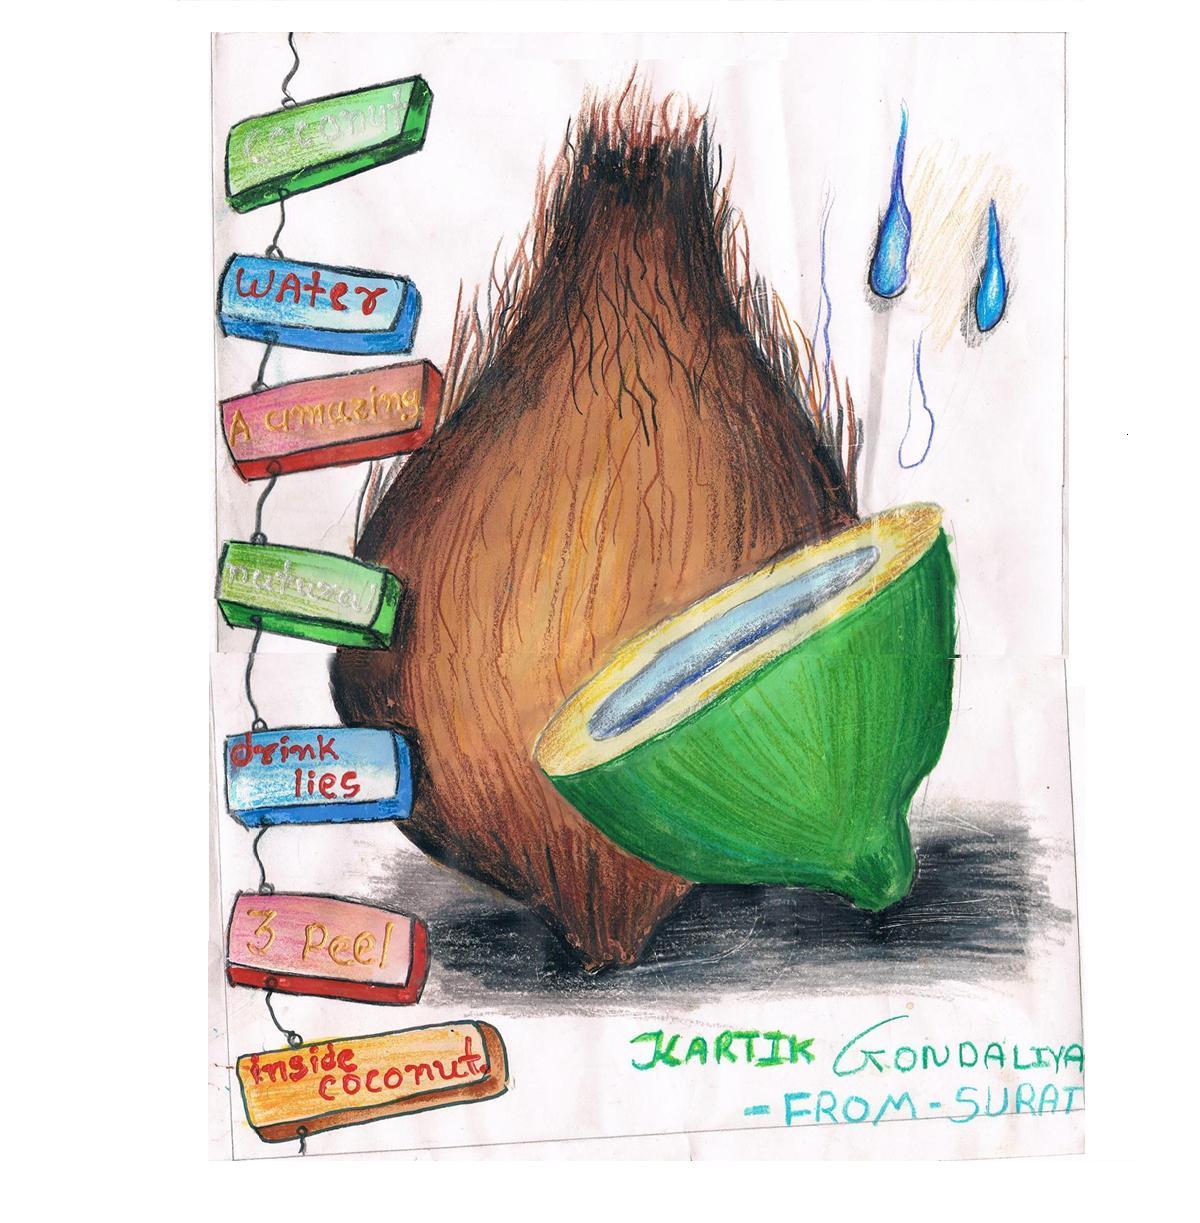 Coconut
WAter
A amazing
natural
drink
lies
3 Peel
inside
coconut.
KARTIK GONDALIYA
- FROM - SURAT